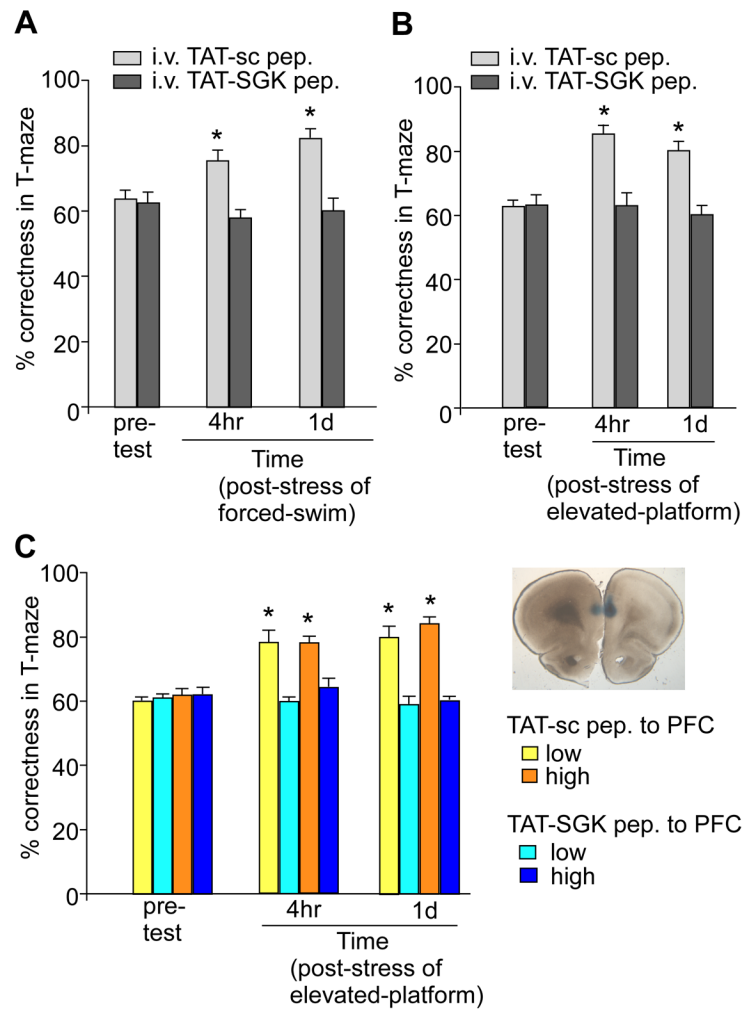 A
i.v. TAT-sc pep.
i.v. TAT-SGK pep.
% correctness in T-maze
100
80
60
40
20
0
*
*
pre-
test
4hr
1d
Time
(post-stress of
forced-swim)
B
i.v. TAT-sc pep.
i.v. TAT-SGK pep.
% correctness in T-maze
100
80
60
40
20
0
*
*
pre-
test
4hr
1d
Time
(post-stress of
elevated-platform)
C
% correctness in T-maze
100
80
60
40
20
0
* * * *
pre-
test
4hr
1d
Time
(post-stress of
elevated-platform)
TAT-sc pep. to PFC
low
high
TAT-SGK pep. to PFC
low
high